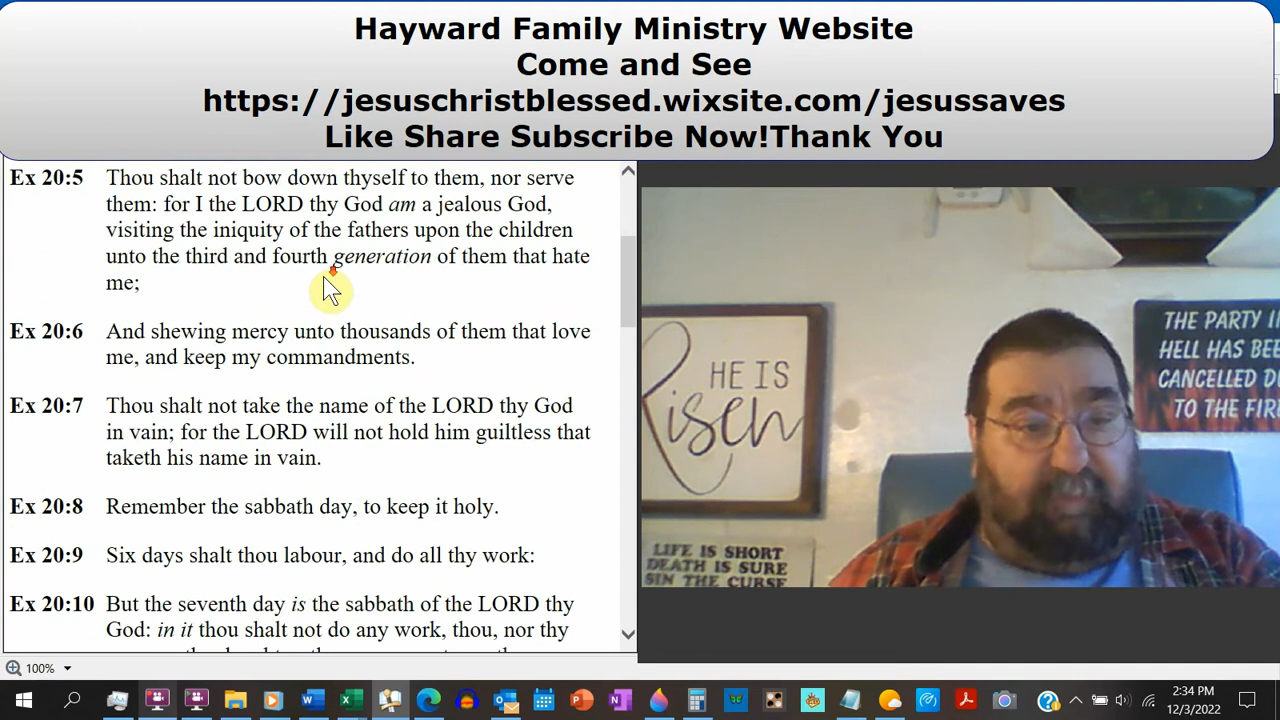 Hayward Family Ministry Website
Come and See
https://jesuschristblessed.wixsite.com/jesussaves
Like Share Subscribe Now!Thank You
Ex 20:5 Thou shalt not bow down thyself to them, nor serve
them: for I the LORD thy God am a jealous God,
visiting the iniquity of the fathers upon the children
unto the third and fourth generation of them that hate
me;
Ex 20:6 And shewing mercy unto thousands of them that love
me, and keep my commandments.
Ex 20:7 Thou shalt not take the name of the LORD thy God
in vain; for the LORD will not hold him guiltless that
taketh his name in vain.
Ex 20:8 Remember the sabbath day, to keep it holy.
Ex 20:9 Six days shalt thou labour, and do all thy work:
Ex 20:10 But the seventh day is the sabbath of the LORD thy
God: in it thou shalt not do any work, thou, nor thy
HE IS
Risen
LIFE IS SHORT
DEATH IS SURE
SIN THE CURSE
THE PARTY I
HELL HAS BE
CANCELLED D
TO THE FIR
100%
2:34 PM
12/3/2022